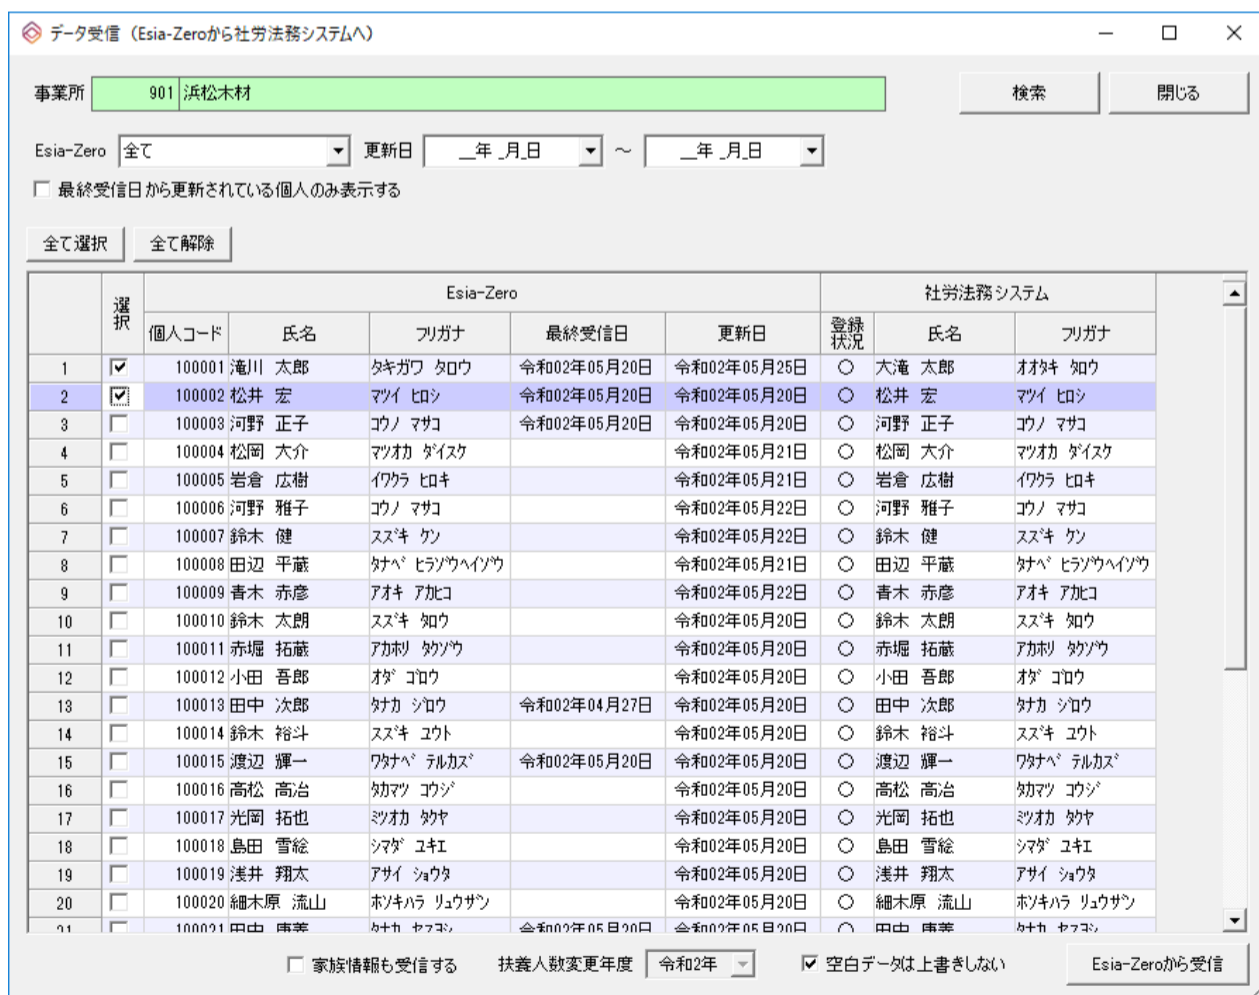 データ受信（Esia-Zeroから社労法務システムへ）
事業所 901 浜松木材 検索 閉じる
Esia-Zero 全て 更新日 __年_月_日 ～ __年_月_日
最終受信日から更新されている個人のみ表示する
全て選択 全て解除
選択 Esia-Zero 社労法務システム
個人コード 氏名 フリガナ 最終受信日 更新日 登録状況 氏名 フリガナ
1 100001 滝川 太郎 タキガワ タロウ 令和02年05月20日 令和02年05月25日 ○ 大滝 太郎 オオタキ タロウ
2 100002 松井 宏 マツイ ヒロシ 令和02年05月20日 令和02年05月20日 ○ 松井 宏 マツイ ヒロシ
3 100003 河野 正子 コウノ マサコ 令和02年05月20日 令和02年05月20日 ○ 河野 正子 コウノ マサコ
4 100004 松岡 大介 マツオカ ダイスケ 令和02年05月21日 ○ 松岡 大介 マツオカ ダイスケ
5 100005 岩倉 広樹 イワクラ ヒロキ 令和02年05月21日 ○ 岩倉 広樹 イワクラ ヒロキ
6 100006 河野 雅子 コウノ マサコ 令和02年05月22日 ○ 河野 雅子 コウノ マサコ
7 100007 鈴木 健 スズキ ケン 令和02年05月22日 ○ 鈴木 健 スズキ ケン
8 100008 田辺 平蔵 タナベ ヒラゾウヘイゾウ 令和02年05月21日 ○ 田辺 平蔵 タナベ ヒラゾウヘイゾウ
9 100009 青木 赤彦 アオキ アカヒコ 令和02年05月22日 ○ 青木 赤彦 アオキ アカヒコ
10 100010 鈴木 太朗 スズキ タロウ 令和02年05月20日 ○ 鈴木 太朗 スズキ タロウ
11 100011 赤堀 拓蔵 アカホリ タクゾウ 令和02年05月20日 ○ 赤堀 拓蔵 アカホリ タクゾウ
12 100012 小田 吾郎 オダ ゴロウ 令和02年05月20日 ○ 小田 吾郎 オダ ゴロウ
13 100013 田中 次郎 タナカ ジロウ 令和02年04月27日 令和02年05月20日 ○ 田中 次郎 タナカ ジロウ
14 100014 鈴木 裕斗 スズキ ユウト 令和02年05月20日 ○ 鈴木 裕斗 スズキ ユウト
15 100015 渡辺 輝一 ワタナベ テルカズ 令和02年05月20日 令和02年05月20日 ○ 渡辺 輝一 ワタナベ テルカズ
16 100016 高松 高治 タカマツ コウジ 令和02年05月20日 ○ 高松 高治 タカマツ コウジ
17 100017 光岡 拓也 ミツオカ タクヤ 令和02年05月20日 ○ 光岡 拓也 ミツオカ タクヤ
18 100018 島田 雪絵 シマダ ユキエ 令和02年05月20日 ○ 島田 雪絵 シマダ ユキエ
19 100019 浅井 翔太 アサイ ショウタ 令和02年05月20日 ○ 浅井 翔太 アサイ ショウタ
20 100020 細木原 流山 ホソキハラ リュウザン 令和02年05月20日 ○ 細木原 流山 ホソキハラ リュウザン
21 100021 田中 康義 タナカ ヤスヨシ 令和02年05月20日 令和02年05月20日 ○ 田中 康義 タナカ ヤスヨシ
家族情報も受信する 扶養人数変更年度 令和2年 空白データは上書きしない Esia-Zeroから受信